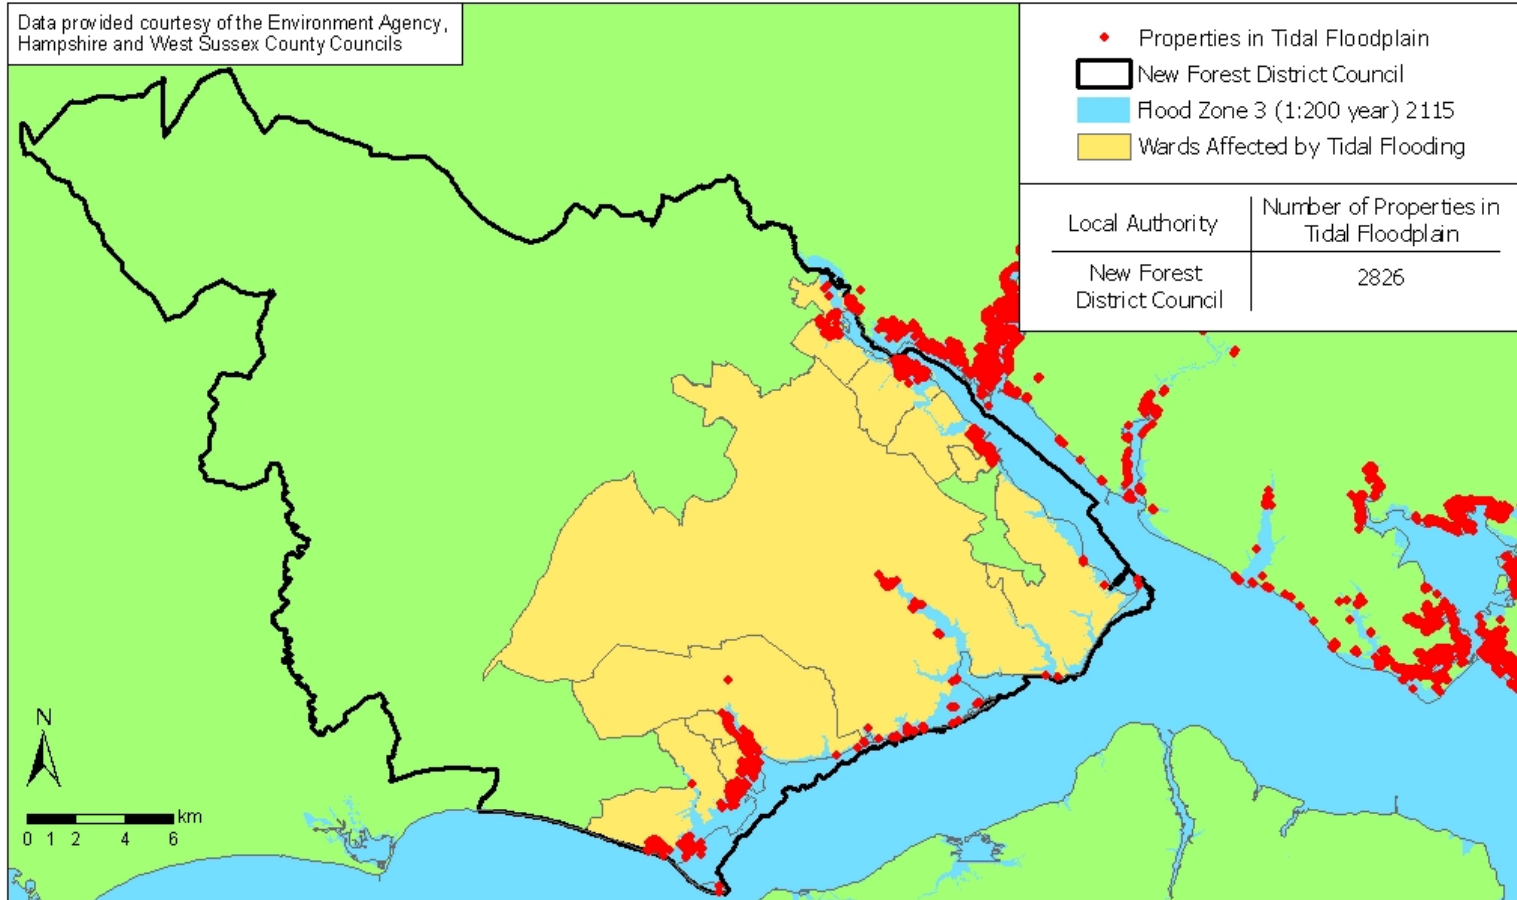 Data provided courtesy of the Environment Agency,
Hampshire and West Sussex County Councils
Properties in Tidal Floodplain
New Forest District Council
Flood Zone 3 (1:200 year) 2115
Wards Affected by Tidal Flooding
Local Authority
Number of Properties in
Tidal Floodplain
New Forest
District Council
2826
N
km
0 1 2 4 6